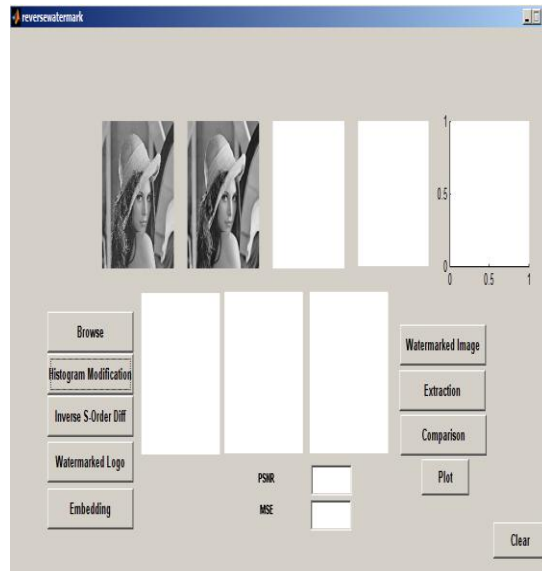 reversewatermark
1
0.5
0
0 0.5 1
Browse
Histogram Modification
Inverse S-Order Diff
Watermarked Logo
Embedding
Watermarked Image
Extraction
Comparison
Plot
PSNR
MSE
Clear